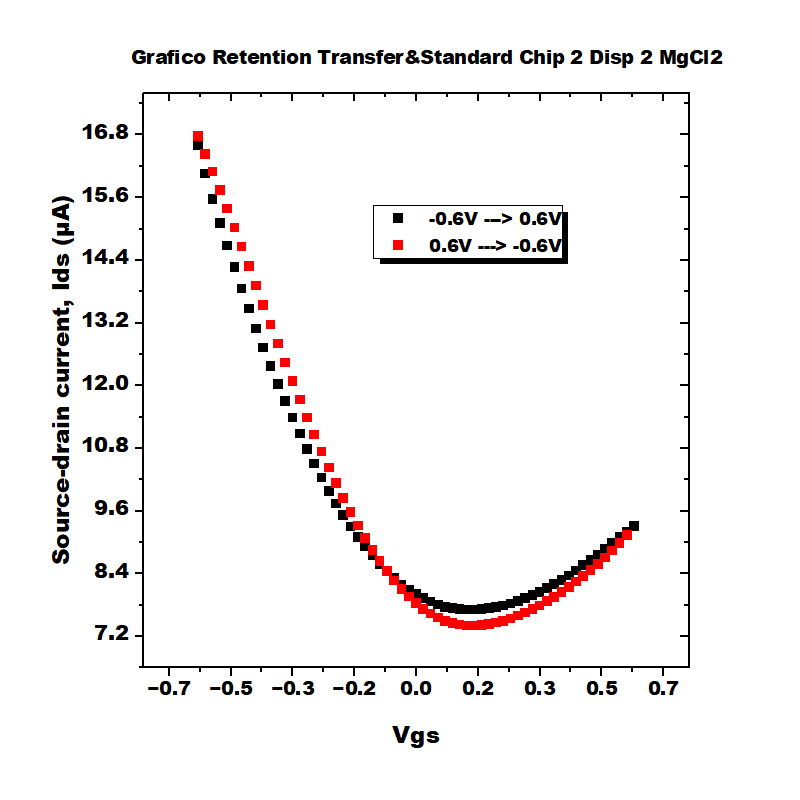 Grafico Retention Transfer&Standard Chip 2 Disp 2 MgCl2
16.8
15.6
14.4
13.2
12.0
10.8
9.6
8.4
7.2
Source-drain current, Ids (µA)
-0.6V ---> 0.6V
0.6V ---> -0.6V
−0.7 −0.5 −0.3 −0.2 0.0 0.2 0.3 0.5 0.7
Vgs